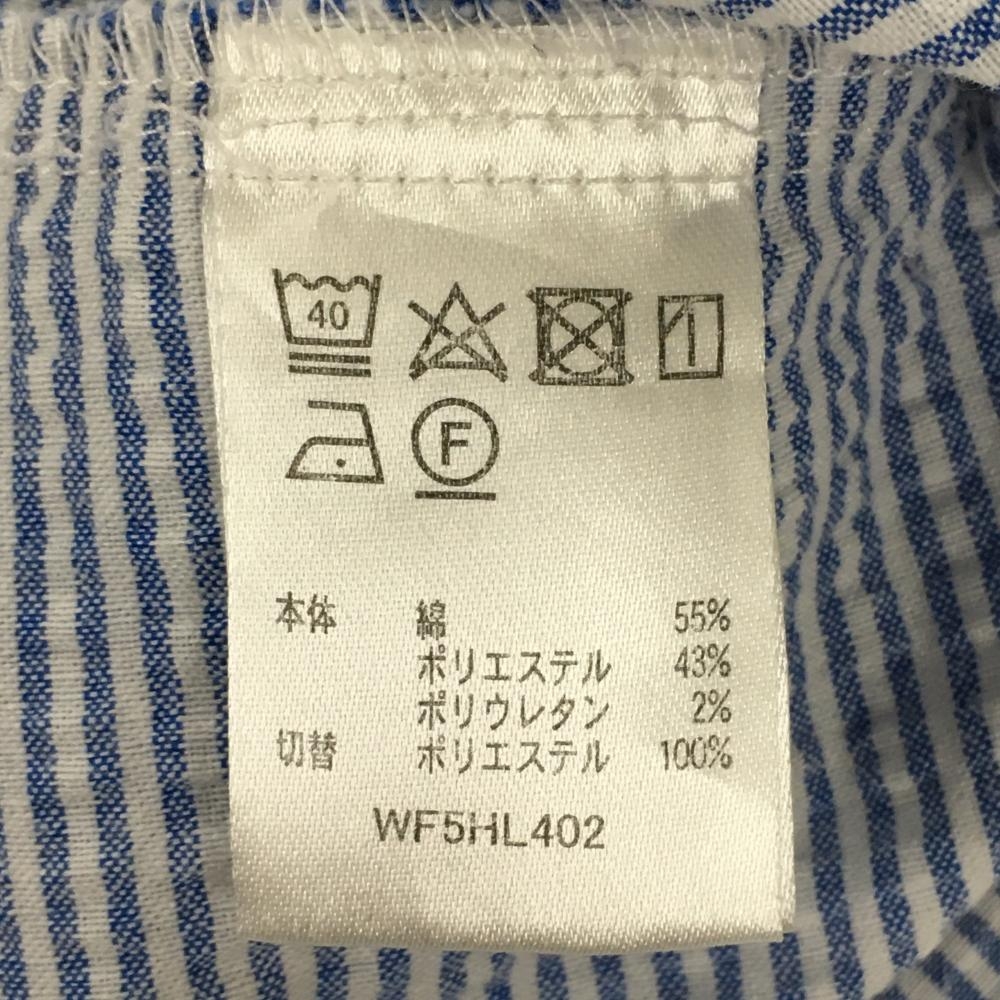 40
F
本体 綿 55%
ポリエステル 43%
ポリウレタン 2%
切替 ポリエステル 100%
WF5HL402